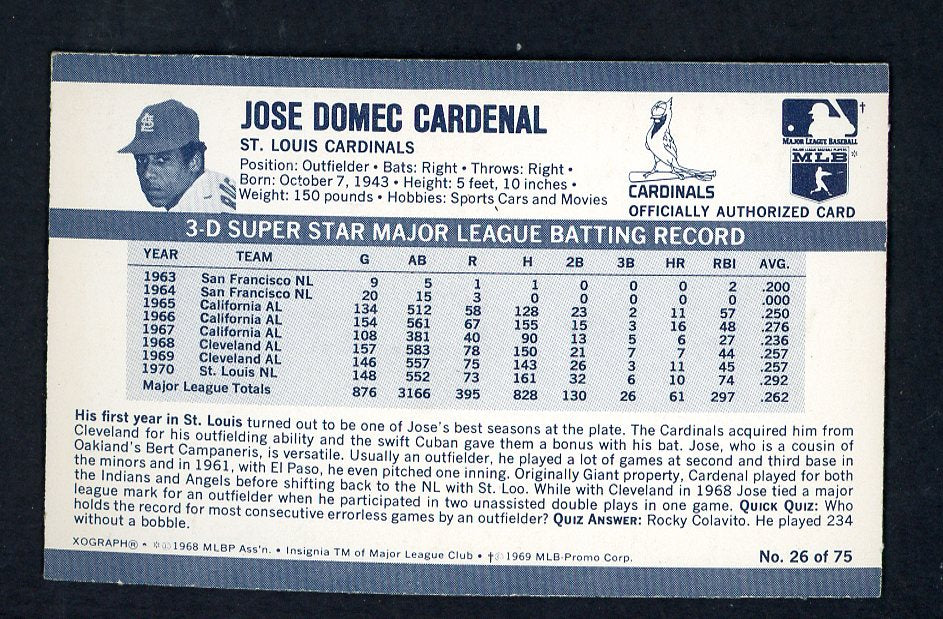 JOSE DOMEC CARDENAL
ST. LOUIS CARDINALS
Position: Outfielder • Bats: Right • Throws: Right •
Born: October 7, 1943 • Height: 5 feet, 10 inches •
Weight: 150 pounds • Hobbies: Sports Cars and Movies
CARDINALS
MAJOR LEAGUE BASEBALL †
MLB *
OFFICIALLY AUTHORIZED CARD
3-D SUPER STAR MAJOR LEAGUE BATTING RECORD
YEAR TEAM G AB R H 2B 3B HR RBI AVG.
1963 San Francisco NL 9 5 1 1 0 0 0 2 .200
1964 San Francisco NL 20 15 3 0 0 0 0 0 .000
1965 California AL 134 512 58 128 23 2 11 57 .250
1966 California AL 154 561 67 155 15 3 16 48 .276
1967 California AL 108 381 40 90 13 5 6 27 .236
1968 Cleveland AL 157 583 78 150 21 7 7 44 .257
1969 Cleveland AL 146 557 75 143 26 3 11 45 .257
1970 St. Louis NL 148 552 73 161 32 6 10 74 .292
Major League Totals 876 3166 395 828 130 26 61 297 .262
His first year in St. Louis turned out to be one of Jose's best seasons at the plate. The Cardinals acquired him from
Cleveland for his outfielding ability and the swift Cuban gave them a bonus with his bat. Jose, who is a cousin of
Oakland's Bert Campaneris, is versatile. Usually an outfielder, he played a lot of games at second and third base in
the minors and in 1961, with El Paso, he even pitched one inning. Originally Giant property, Cardenal played for both
the Indians and Angels before shifting back to the NL with St. Loo. While with Cleveland in 1968 Jose tied a major
league mark for an outfielder when he participated in two unassisted double plays in one game. QUICK QUIZ: Who
holds the record for most consecutive errorless games by an outfielder? QUIZ ANSWER: Rocky Colavito. He played 234
without a bobble.
XOGRAPH® • *©1968 MLBP Ass'n. • Insignia TM of Major League Club • †©1969 MLB-Promo Corp.
No. 26 of 75